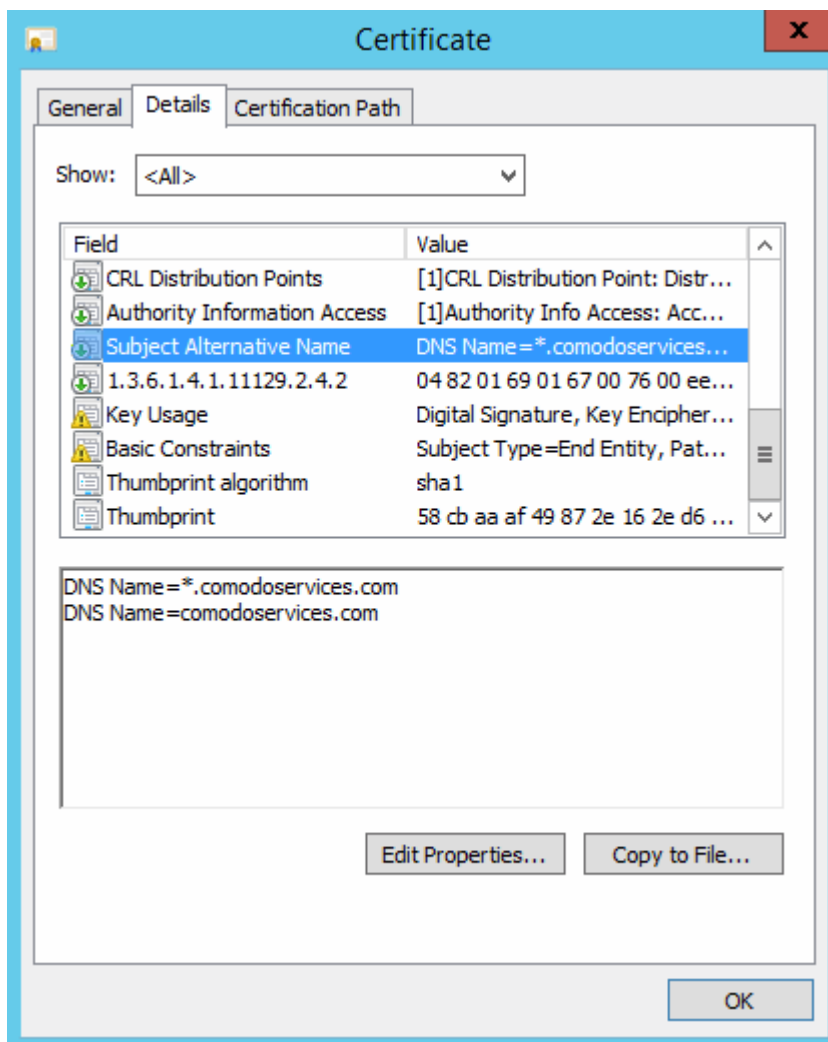 Certificate
General Details Certification Path
Show: <All>
Field Value
CRL Distribution Points [1]CRL Distribution Point: Distr...
Authority Information Access [1]Authority Info Access: Acc...
Subject Alternative Name DNS Name=*.comodoservices...
1.3.6.1.4.1.11129.2.4.2 04 82 01 69 01 67 00 76 00 ee...
Key Usage Digital Signature, Key Encipher...
Basic Constraints Subject Type=End Entity, Pat...
Thumbprint algorithm sha1
Thumbprint 58 cb aa af 49 87 2e 16 2e d6 ...
DNS Name=*.comodoservices.com
DNS Name=comodoservices.com
Edit Properties... Copy to File...
OK